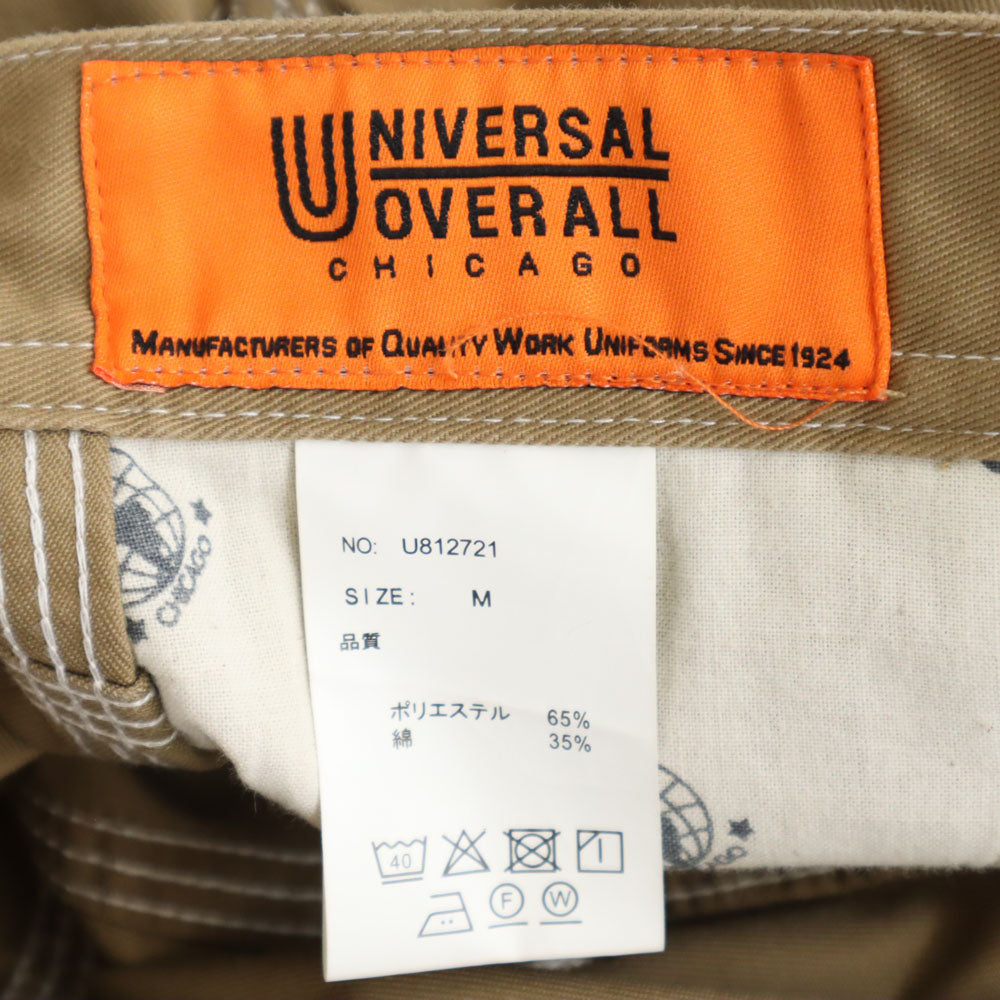 UNIVERSAL
OVERALL
CHICAGO
MANUFACTURERS OF QUALITY WORK UNIFORMS SINCE 1924
CHICAGO
NO: U812721
SIZE: M
品質
ポリエステル 65%
綿 35%
40
F W